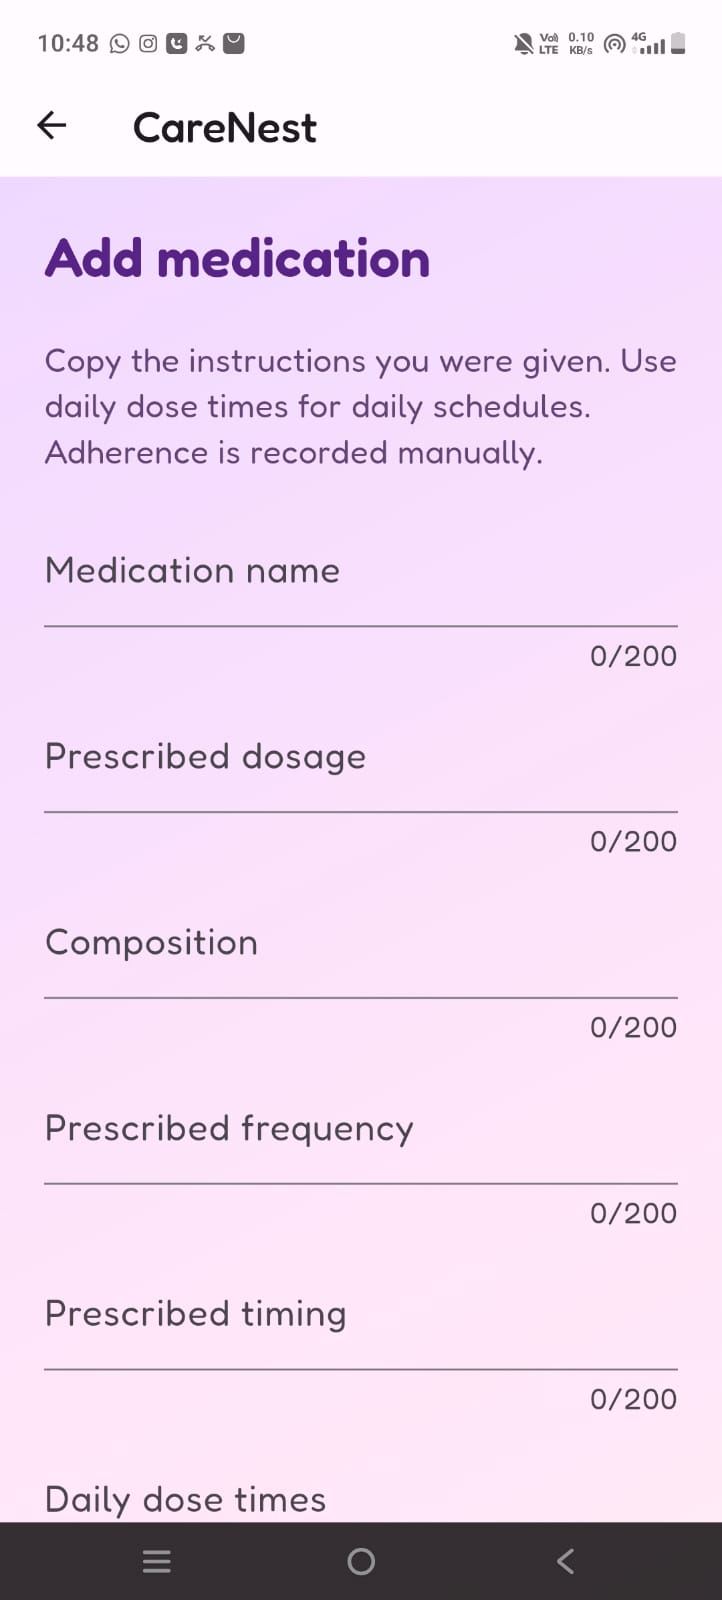 10:48
Vol) LTE 0.10 KB/s 4G
CareNest
Add medication
Copy the instructions you were given. Use
daily dose times for daily schedules.
Adherence is recorded manually.
Medication name
0/200
Prescribed dosage
0/200
Composition
0/200
Prescribed frequency
0/200
Prescribed timing
0/200
Daily dose times